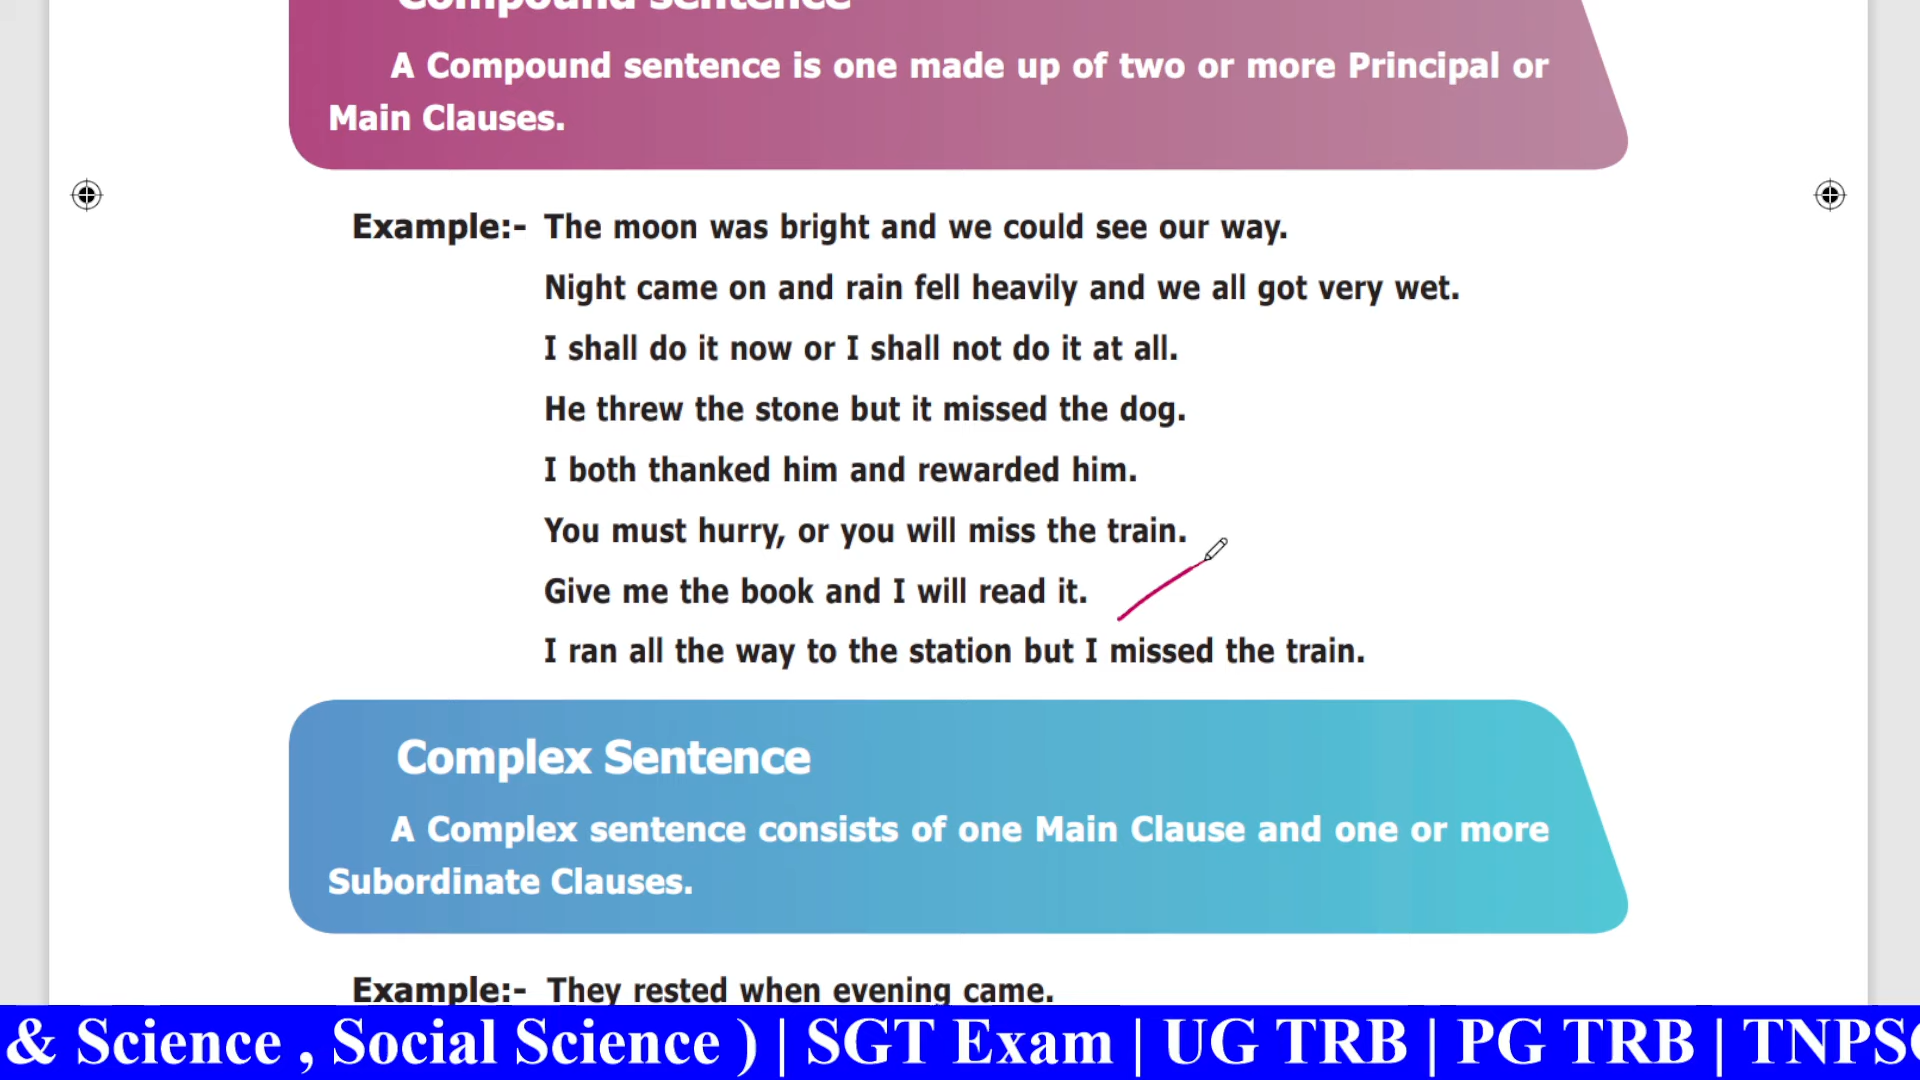 Compound Sentence
A Compound sentence is one made up of two or more Principal or
Main Clauses.
Example:- The moon was bright and we could see our way.
Night came on and rain fell heavily and we all got very wet.
I shall do it now or I shall not do it at all.
He threw the stone but it missed the dog.
I both thanked him and rewarded him.
You must hurry, or you will miss the train.
Give me the book and I will read it.
I ran all the way to the station but I missed the train.
Complex Sentence
A Complex sentence consists of one Main Clause and one or more
Subordinate Clauses.
Example:- They rested when evening came.
& Science , Social Science ) | SGT Exam | UG TRB | PG TRB | TNPSC